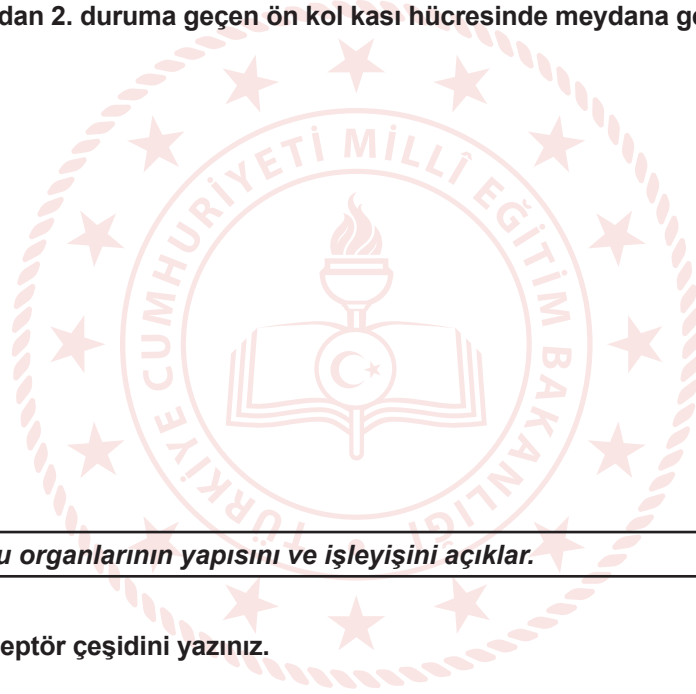 dan 2. duruma geçen ön kol kası hücresinde meydana ge
TÜRKİYE CUMHURİYETİ MİLLÎ EĞİTİM BAKANLIĞI
u organlarının yapısını ve işleyişini açıklar.
eptör çeşidini yazınız.